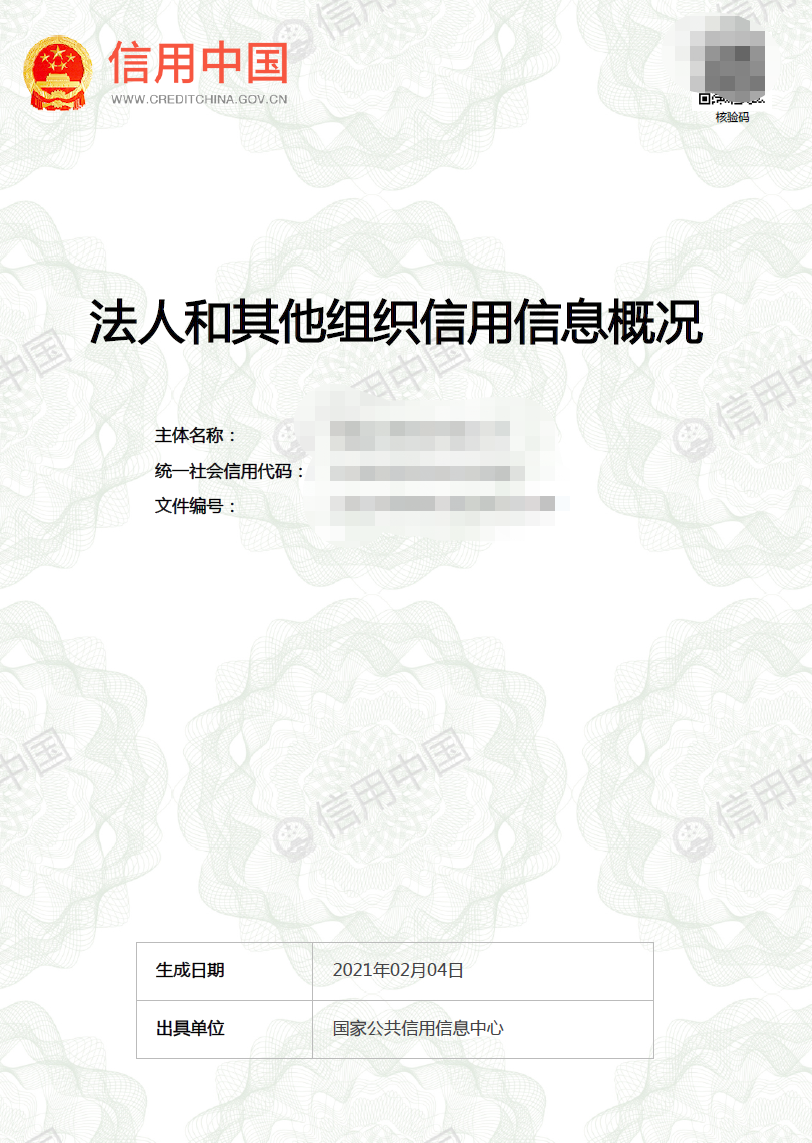 信用中国
WWW.CREDITCHINA.GOV.CN
核验码
法人和其他组织信用信息概况
主体名称：
统一社会信用代码：
文件编号：
生成日期 2021年02月04日
出具单位 国家公共信用信息中心